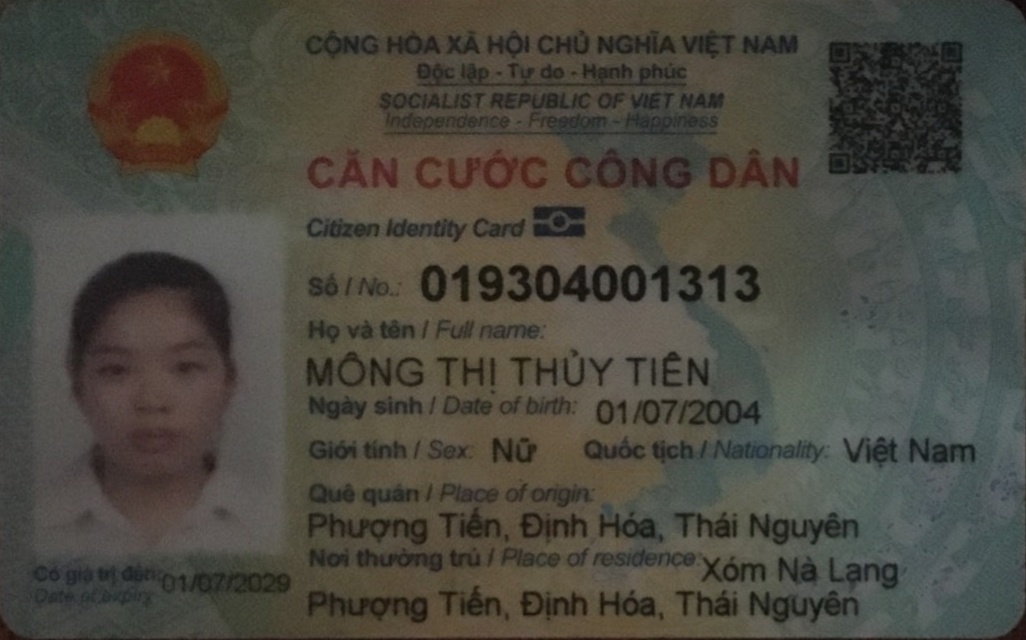 CỘNG HÒA XÃ HỘI CHỦ NGHĨA VIỆT NAM
Độc lập - Tự do - Hạnh phúc
SOCIALIST REPUBLIC OF VIET NAM
Independence - Freedom - Happiness
CĂN CƯỚC CÔNG DÂN
Citizen Identity Card
Số / No.: 019304001313
Họ và tên / Full name:
MÔNG THỊ THỦY TIÊN
Ngày sinh / Date of birth: 01/07/2004
Giới tính / Sex: Nữ Quốc tịch / Nationality: Việt Nam
Quê quán / Place of origin:
Phượng Tiến, Định Hóa, Thái Nguyên
Nơi thường trú / Place of residence: Xóm Nà Lang
Phượng Tiến, Định Hóa, Thái Nguyên
Có giá trị đến: 01/07/2029
Date of expiry